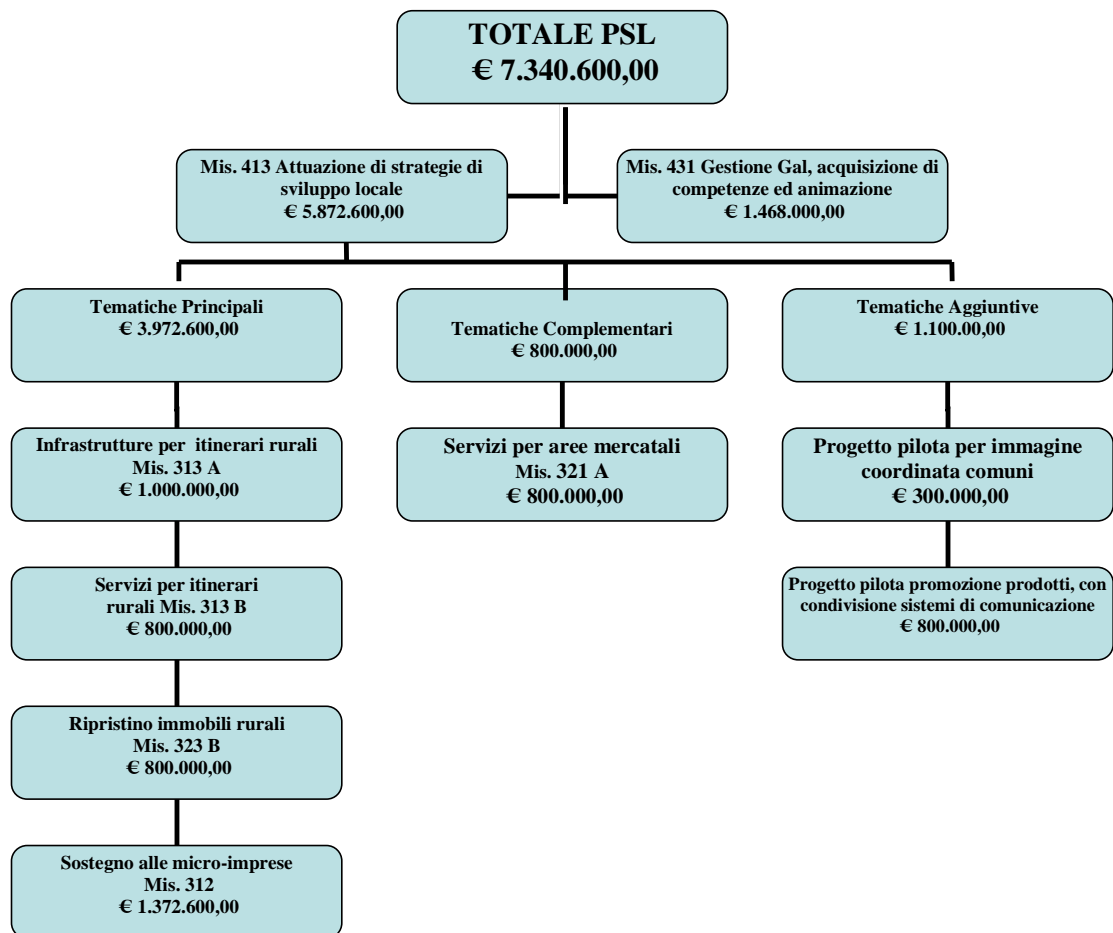 TOTALE PSL
€ 7.340.600,00
Mis. 413 Attuazione di strategie di
sviluppo locale
€ 5.872.600,00
Mis. 431 Gestione Gal, acquisizione di
competenze ed animazione
€ 1.468.000,00
Tematiche Principali
€ 3.972.600,00
Tematiche Complementari
€ 800.000,00
Tematiche Aggiuntive
€ 1.100.00,00
Infrastrutture per itinerari rurali
Mis. 313 A
€ 1.000.000,00
Servizi per aree mercatali
Mis. 321 A
€ 800.000,00
Progetto pilota per immagine
coordinata comuni
€ 300.000,00
Servizi per itinerari
rurali Mis. 313 B
€ 800.000,00
Progetto pilota promozione prodotti, con
condivisione sistemi di comunicazione
€ 800.000,00
Ripristino immobili rurali
Mis. 323 B
€ 800.000,00
Sostegno alle micro-imprese
Mis. 312
€ 1.372.600,00